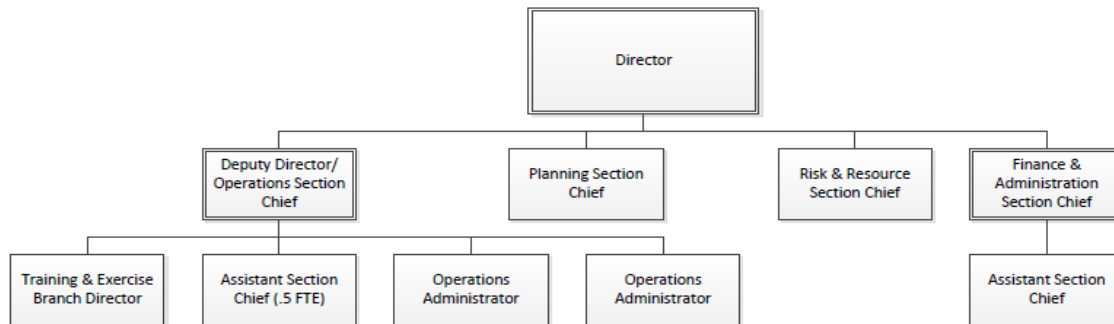 Director
Deputy Director/
Operations Section
Chief
Planning Section
Chief
Risk & Resource
Section Chief
Finance &
Administration
Section Chief
Training & Exercise
Branch Director
Assistant Section
Chief (.5 FTE)
Operations
Administrator
Operations
Administrator
Assistant Section
Chief